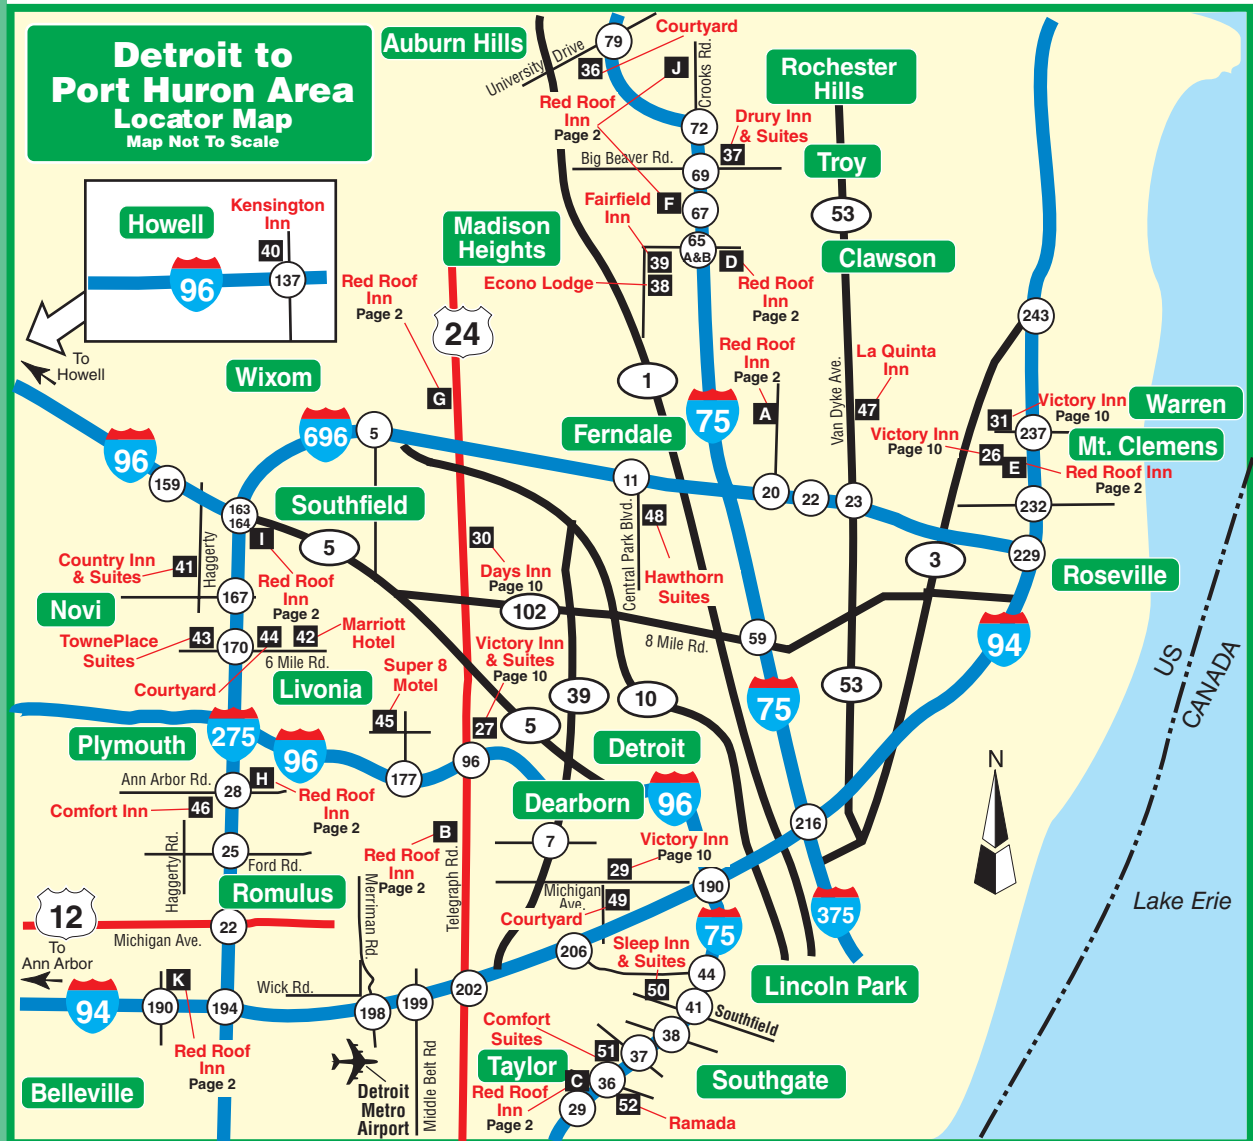 Detroit to
Port Huron Area
Locator Map
Map Not To Scale
Auburn Hills
University Drive
79
Courtyard
36
J
Crooks Rd.
Red Roof
Inn
Page 2
72
Drury Inn
& Suites
37
Big Beaver Rd.
69
Rochester
Hills
Troy
53
Clawson
Howell
Kensington
Inn
40
96
137
To
Howell
Madison
Heights
Fairfield
Inn
F
67
65
A&B
39
38
D
Econo Lodge
Red Roof
Inn
Page 2
Red Roof
Inn
Page 2
24
G
Wixom
1
Red Roof
Inn
Page 2
A
75
Van Dyke Ave.
La Quinta
Inn
47
243
31
Victory Inn
Page 10
Warren
237
Victory Inn
Page 10
26
E
Mt. Clemens
Red Roof Inn
Page 2
232
96
696
5
Ferndale
159
163
164
Southfield
11
20
22
23
I
5
30
Days Inn
Page 10
Central Park Blvd.
48
Hawthorn
Suites
3
229
Roseville
Country Inn
& Suites
41
Haggerty
Red Roof
Inn
Page 2
Novi
167
102
59
8 Mile Rd.
94
TownePlace
Suites
43
170
44
42
Marriott
Hotel
6 Mile Rd.
Courtyard
Livonia
Super 8
Motel
45
Victory Inn
& Suites
Page 10
27
39
10
5
75
53
US
CANADA
Plymouth
275
96
177
96
Detroit
N
Ann Arbor Rd.
28
H
Red Roof
Inn
Page 2
Comfort Inn
46
Dearborn
96
216
Haggerty Rd.
25
Ford Rd.
B
Red Roof
Inn
Page 2
Telegraph Rd.
7
Victory Inn
Page 10
29
190
Michigan
Ave.
49
Courtyard
Romulus
12
22
Michigan Ave.
Merriman Rd.
375
75
Lake Erie
To
Ann Arbor
206
Sleep Inn
& Suites
50
44
Lincoln Park
K
Wick Rd.
94
190
194
198
199
202
41
Southfield
Red Roof
Inn
Page 2
Comfort
Suites
51
38
37
Belleville
Detroit
Metro
Airport
Middle Belt Rd
Taylor
C
36
Southgate
Red Roof
Inn
Page 2
29
52
Ramada